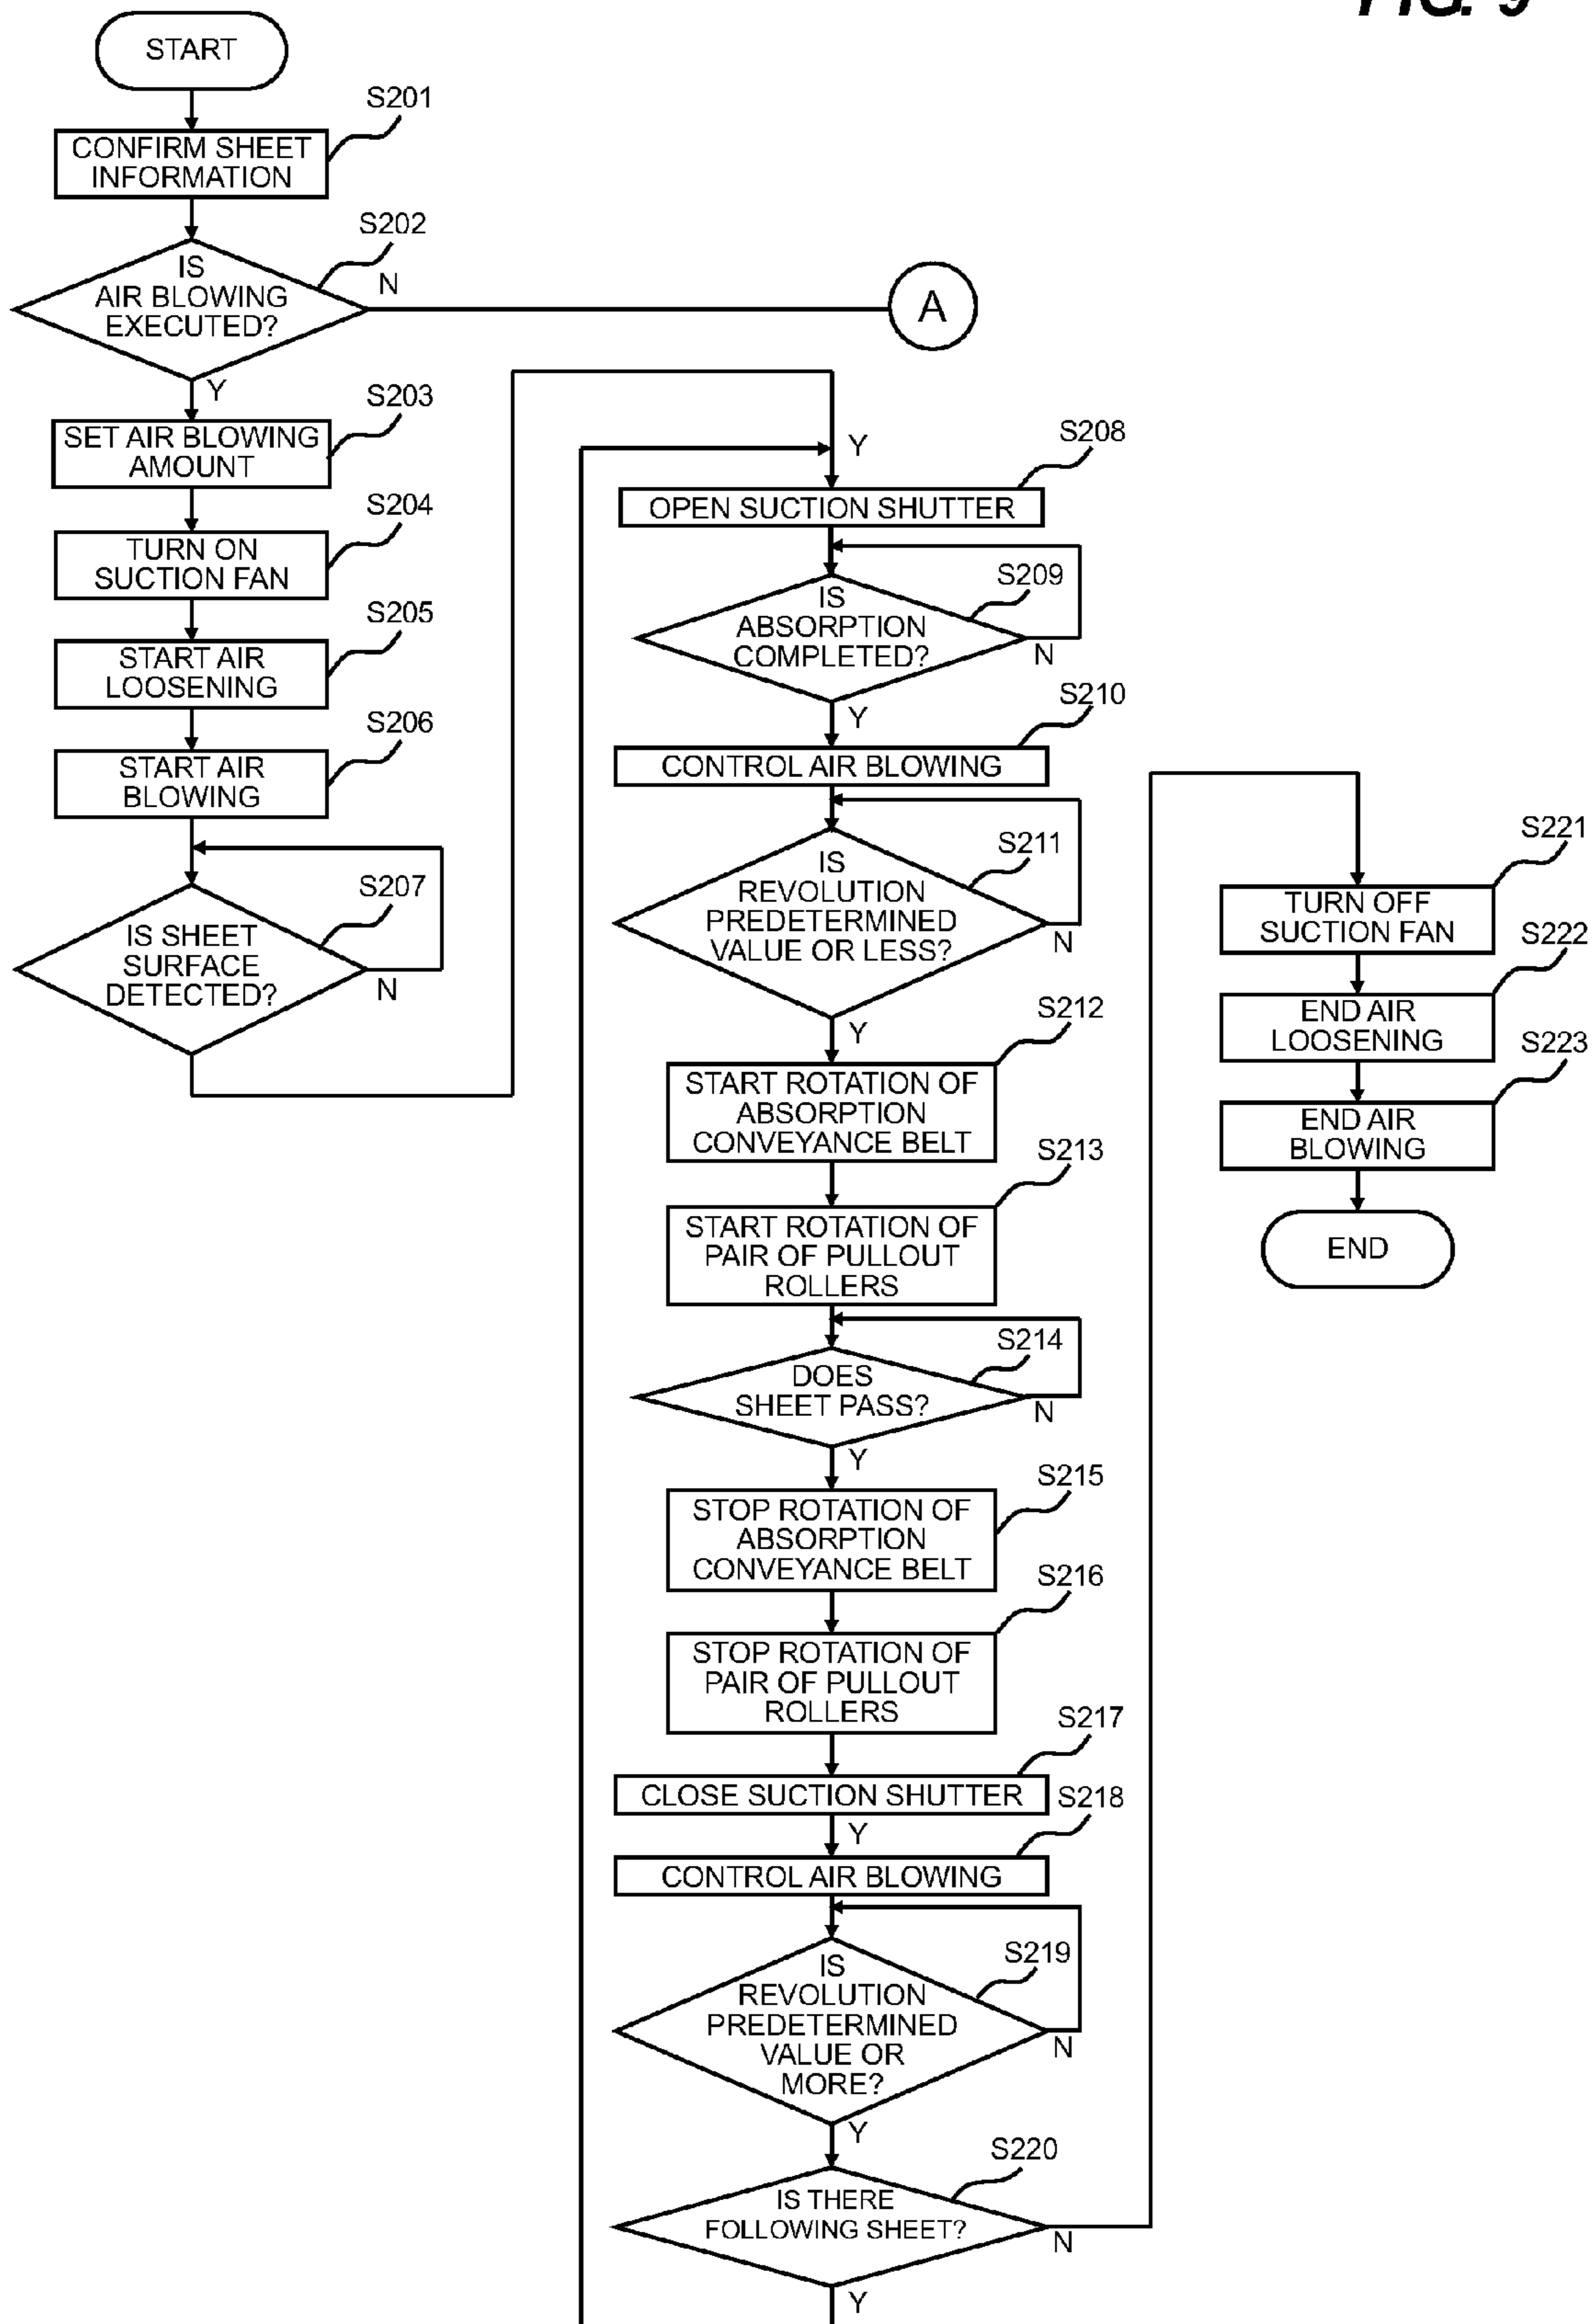 FIG. 9
START
S201
CONFIRM SHEET
INFORMATION
S202
IS
AIR BLOWING
EXECUTED?
N
A
Y
S203
SET AIR BLOWING
AMOUNT
S204
TURN ON
SUCTION FAN
S205
START AIR
LOOSENING
S206
START AIR
BLOWING
S207
IS SHEET
SURFACE
DETECTED?
N
Y
S208
OPEN SUCTION SHUTTER
S209
IS
ABSORPTION
COMPLETED?
N
Y
S210
CONTROL AIR BLOWING
S211
IS
REVOLUTION
PREDETERMINED
VALUE OR LESS?
N
Y
S212
START ROTATION OF
ABSORPTION
CONVEYANCE BELT
S213
START ROTATION OF
PAIR OF PULLOUT
ROLLERS
S214
DOES
SHEET PASS?
N
Y
S215
STOP ROTATION OF
ABSORPTION
CONVEYANCE BELT
S216
STOP ROTATION OF
PAIR OF PULLOUT
ROLLERS
S217
CLOSE SUCTION SHUTTER
S218
Y
CONTROL AIR BLOWING
S219
IS
REVOLUTION
PREDETERMINED
VALUE OR
MORE?
N
Y
S220
IS THERE
FOLLOWING SHEET?
N
Y
S221
TURN OFF
SUCTION FAN
S222
END AIR
LOOSENING
S223
END AIR
BLOWING
END